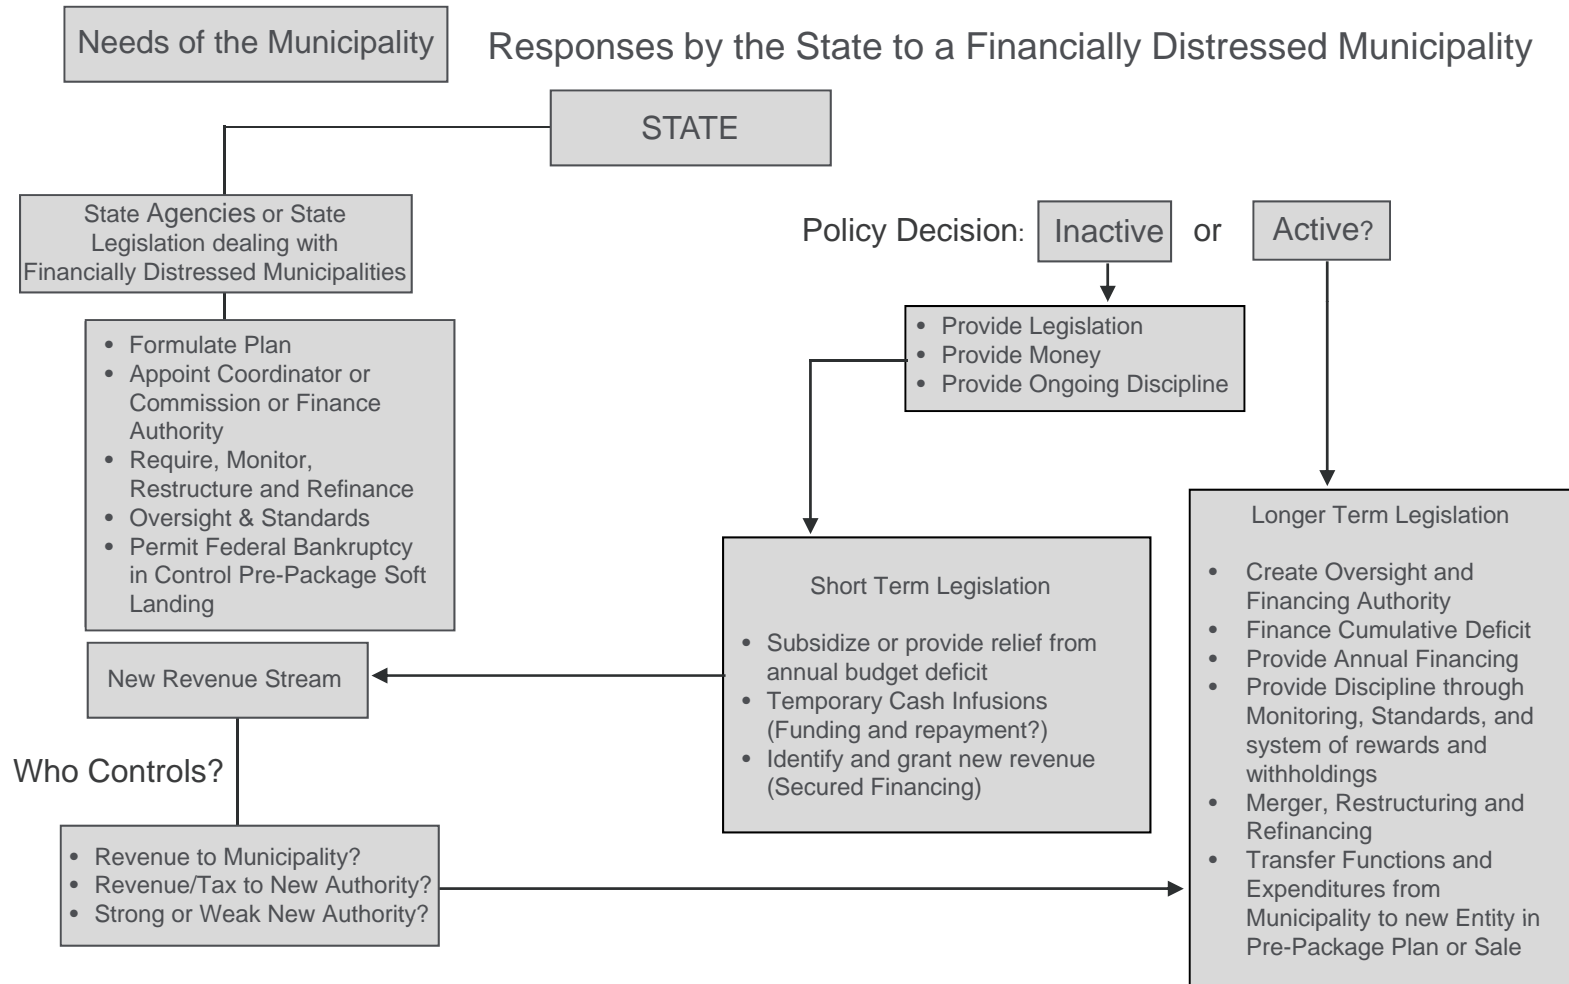 Needs of the Municipality
Responses by the State to a Financially Distressed Municipality
STATE
State Agencies or State
Legislation dealing with
Financially Distressed Municipalities
Policy Decision: Inactive or Active?
• Provide Legislation
• Provide Money
• Provide Ongoing Discipline
• Formulate Plan
• Appoint Coordinator or
Commission or Finance
Authority
• Require, Monitor,
Restructure and Refinance
• Oversight & Standards
• Permit Federal Bankruptcy
in Control Pre-Package Soft
Landing
Short Term Legislation
• Subsidize or provide relief from
annual budget deficit
• Temporary Cash Infusions
(Funding and repayment?)
• Identify and grant new revenue
(Secured Financing)
New Revenue Stream
Who Controls?
• Revenue to Municipality?
• Revenue/Tax to New Authority?
• Strong or Weak New Authority?
Longer Term Legislation
• Create Oversight and
Financing Authority
• Finance Cumulative Deficit
• Provide Annual Financing
• Provide Discipline through
Monitoring, Standards, and
system of rewards and
withholdings
• Merger, Restructuring and
Refinancing
• Transfer Functions and
Expenditures from
Municipality to new Entity in
Pre-Package Plan or Sale